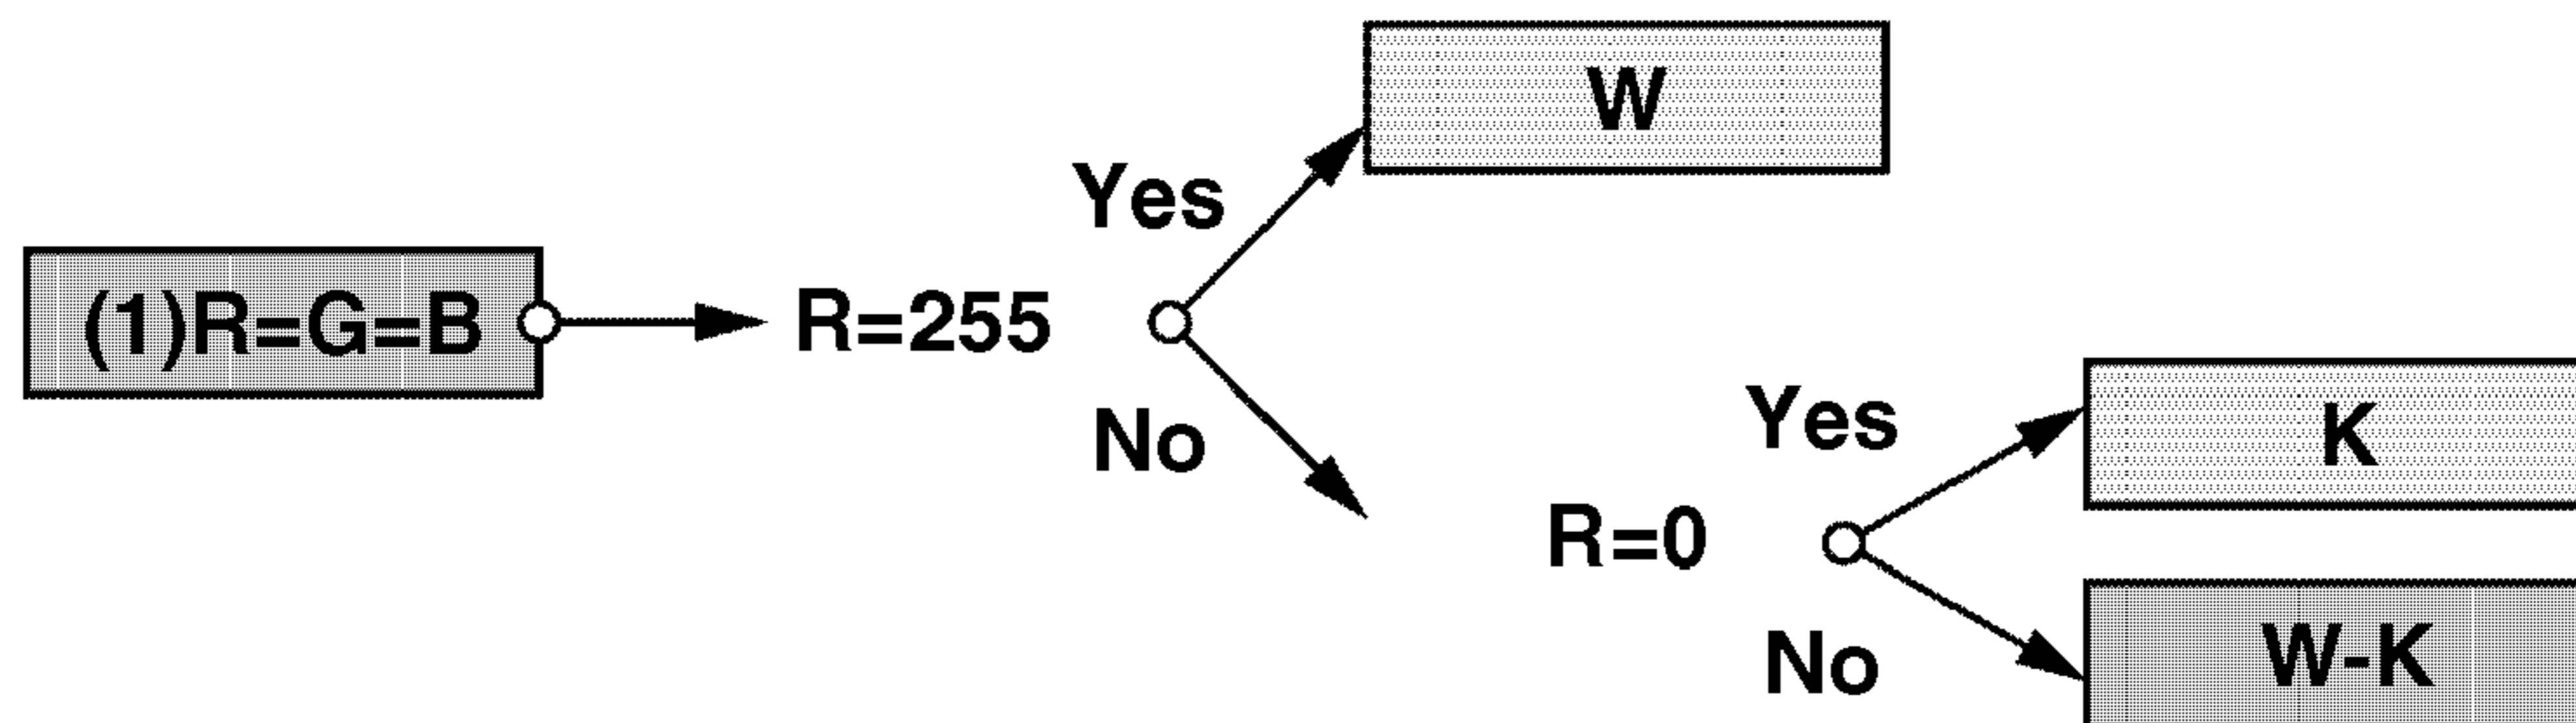 W
Yes
(1)R=G=B
R=255
No
Yes
K
R=0
No
W-K